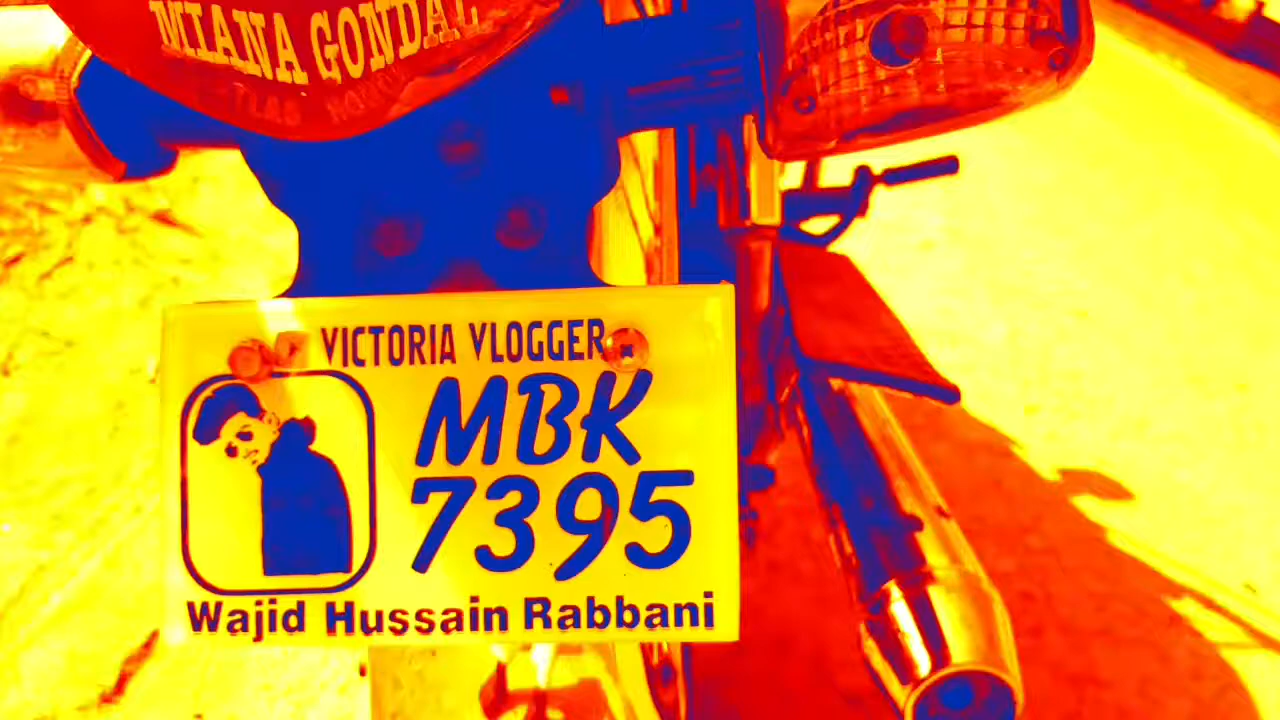 MIANA GONDAL
VICTORIA VLOGGER
MBK
7395
Wajid Hussain Rabbani